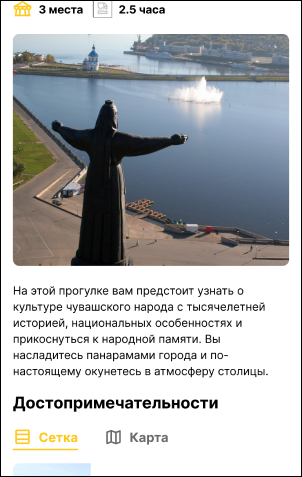 3 места 2.5 часа
На этой прогулке вам предстоит узнать о
культуре чувашского народа с тысячелетней
историей, национальных особенностях и
прикоснуться к народной памяти. Вы
насладитесь панарамами города и по-
настоящему окунетесь в атмосферу столицы.
Достопримечательности
Сетка Карта